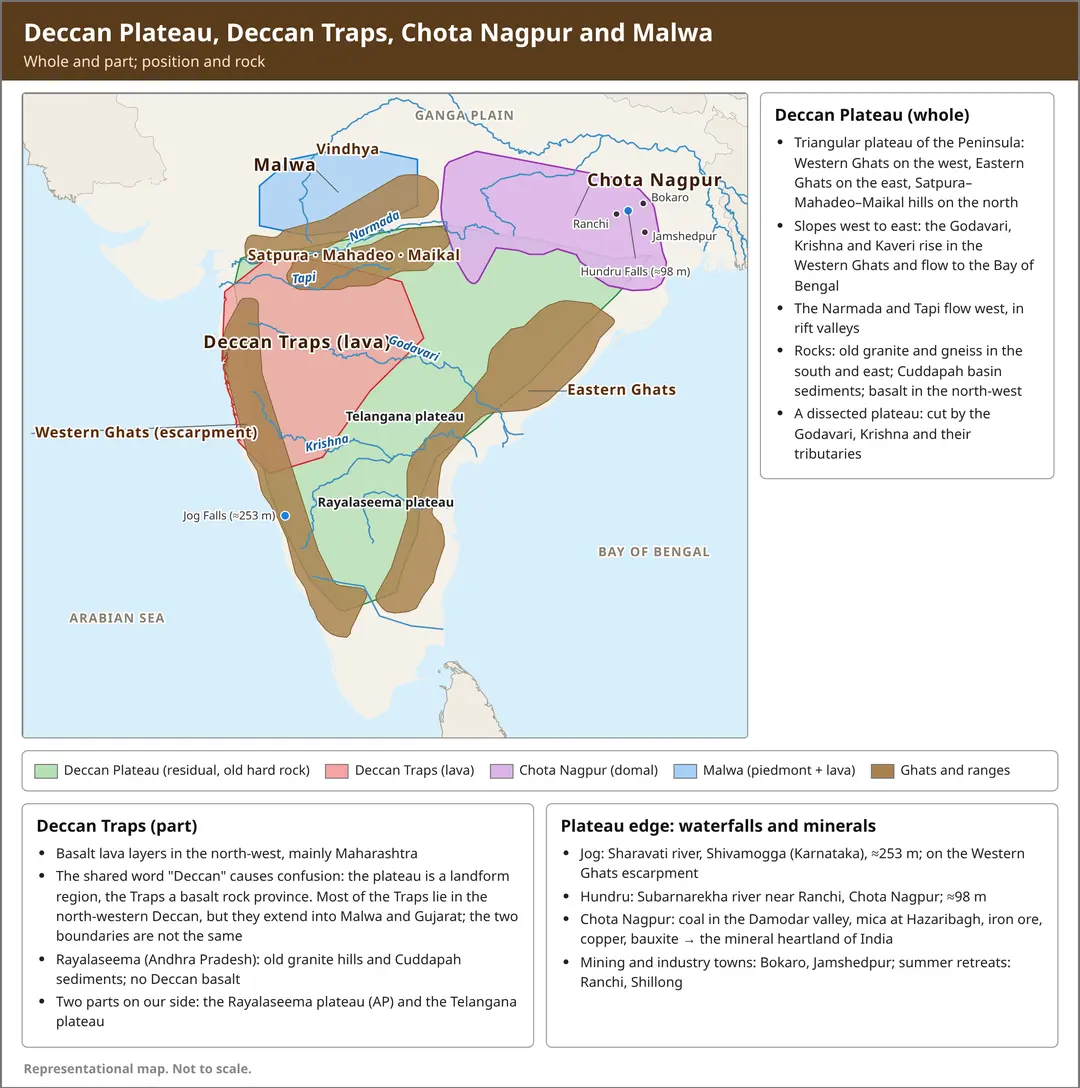 Deccan Plateau, Deccan Traps, Chota Nagpur and Malwa
Whole and part; position and rock
GANGA PLAIN
Vindhya
Malwa
Chota Nagpur
Bokaro
Ranchi
Jamshedpur
Narmada
Satpura · Mahadeo · Maikal
Hundru Falls (≈98 m)
Tapi
Deccan Traps (lava)
Godavari
Eastern Ghats
Telangana plateau
Western Ghats (escarpment)
Krishna
Rayalaseema plateau
Jog Falls (≈253 m)
BAY OF BENGAL
ARABIAN SEA
Deccan Plateau (whole)
• Triangular plateau of the Peninsula:
Western Ghats on the west, Eastern
Ghats on the east, Satpura–
Mahadeo–Maikal hills on the north
• Slopes west to east: the Godavari,
Krishna and Kaveri rise in the
Western Ghats and flow to the Bay of
Bengal
• The Narmada and Tapi flow west, in
rift valleys
• Rocks: old granite and gneiss in the
south and east; Cuddapah basin
sediments; basalt in the north-west
• A dissected plateau: cut by the
Godavari, Krishna and their
tributaries
Deccan Plateau (residual, old hard rock)
Deccan Traps (lava)
Chota Nagpur (domal)
Malwa (piedmont + lava)
Ghats and ranges
Deccan Traps (part)
• Basalt lava layers in the north-west, mainly Maharashtra
• The shared word "Deccan" causes confusion: the plateau is a landform
region, the Traps a basalt rock province. Most of the Traps lie in the
north-western Deccan, but they extend into Malwa and Gujarat; the two
boundaries are not the same
• Rayalaseema (Andhra Pradesh): old granite hills and Cuddapah
sediments; no Deccan basalt
• Two parts on our side: the Rayalaseema plateau (AP) and the Telangana
plateau
Plateau edge: waterfalls and minerals
• Jog: Sharavati river, Shivamogga (Karnataka), ≈253 m; on the Western
Ghats escarpment
• Hundru: Subarnarekha river near Ranchi, Chota Nagpur; ≈98 m
• Chota Nagpur: coal in the Damodar valley, mica at Hazaribagh, iron ore,
copper, bauxite → the mineral heartland of India
• Mining and industry towns: Bokaro, Jamshedpur; summer retreats:
Ranchi, Shillong
Representational map. Not to scale.